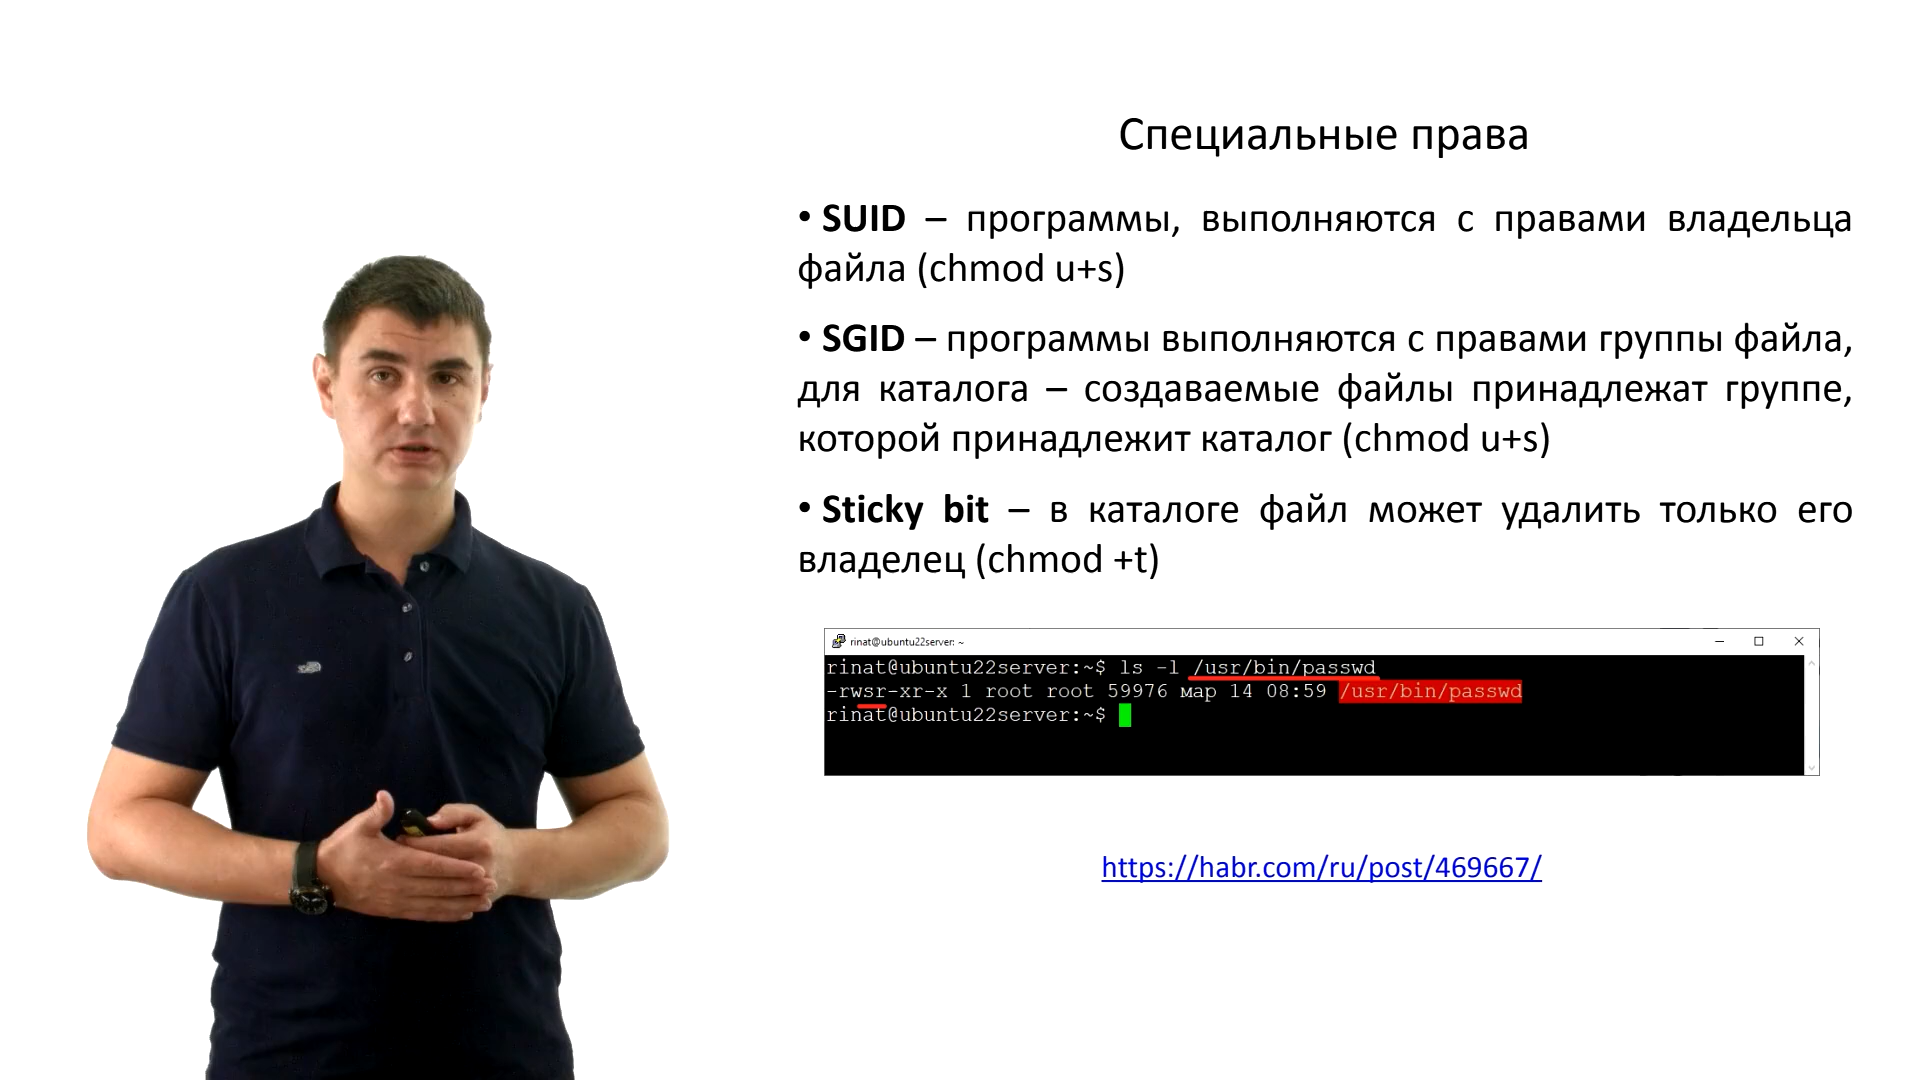 Специальные права
• SUID – программы, выполняются с правами владельца
файла (chmod u+s)
• SGID – программы выполняются с правами группы файла,
для каталога – создаваемые файлы принадлежат группе,
которой принадлежит каталог (chmod u+s)
• Sticky bit – в каталоге файл может удалить только его
владелец (chmod +t)
rinat@ubuntu22server: ~
rinat@ubuntu22server:~$ ls -l /usr/bin/passwd
-rwsr-xr-x 1 root root 59976 мар 14 08:59 /usr/bin/passwd
rinat@ubuntu22server:~$
https://habr.com/ru/post/469667/